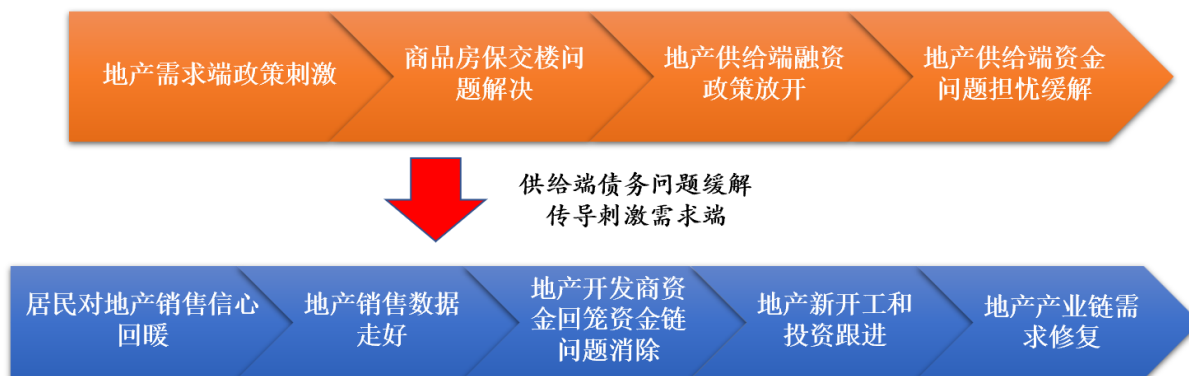 地产需求端政策刺激
商品房保交楼问
题解决
地产供给端融资
政策放开
地产供给端资金
问题担忧缓解
供给端债务问题缓解
传导刺激需求端
居民对地产销售信心
回暖
地产销售数据
走好
地产开发商资
金回笼资金链
问题消除
地产新开工和
投资跟进
地产产业链需
求修复